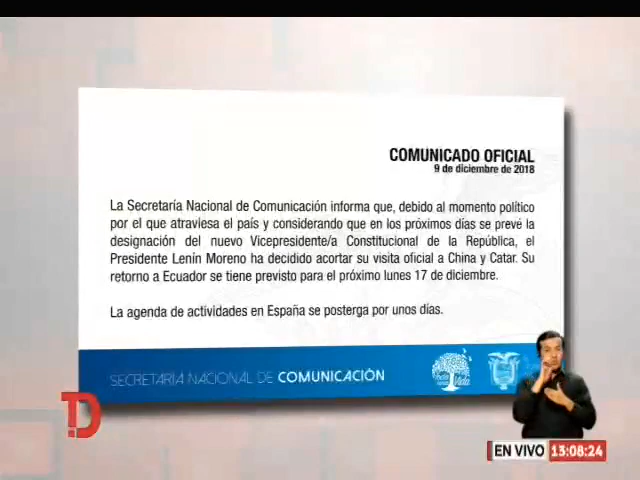 COMUNICADO OFICIAL
9 de diciembre de 2018
La Secretaría Nacional de Comunicación informa que, debido al momento político
por el que atraviesa el país y considerando que en los próximos días se prevé la
designación del nuevo Vicepresidente/a Constitucional de la República, el
Presidente Lenín Moreno ha decidido acortar su visita oficial a China y Catar. Su
retorno a Ecuador se tiene previsto para el próximo lunes 17 de diciembre.
La agenda de actividades en España se posterga por unos días.
SECRETARÍA NACIONAL DE COMUNICACIÓN
Toda una Vida
TD
EN VIVO 13:08:24